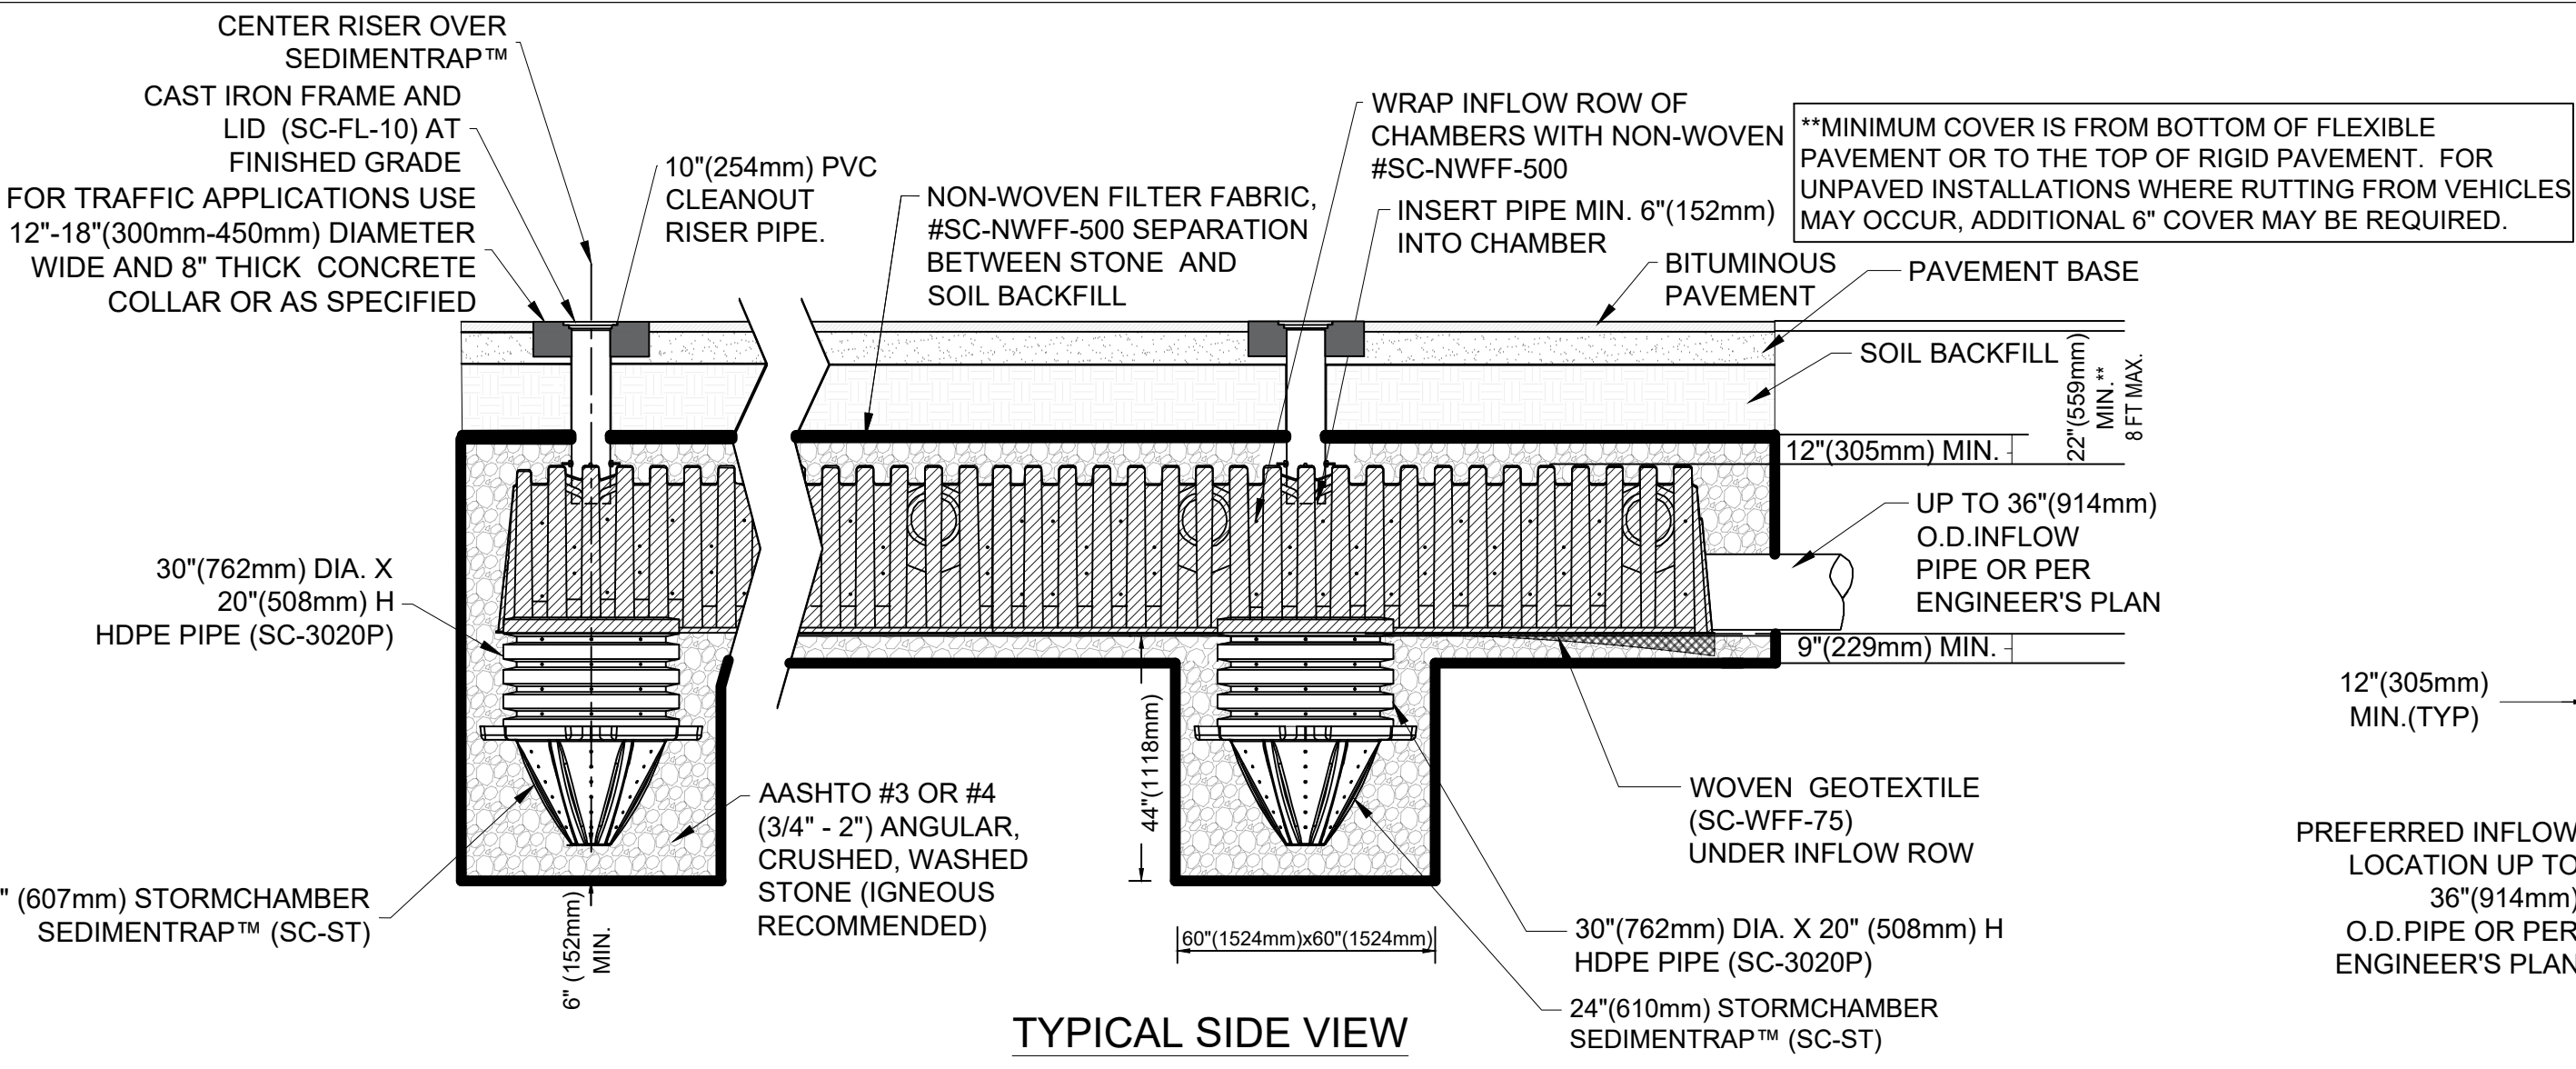 CENTER RISER OVER
SEDIMENTRAP™
CAST IRON FRAME AND
LID (SC-FL-10) AT
FINISHED GRADE
FOR TRAFFIC APPLICATIONS USE
12"-18"(300mm-450mm) DIAMETER
WIDE AND 8" THICK CONCRETE
COLLAR OR AS SPECIFIED
10"(254mm) PVC
CLEANOUT
RISER PIPE.
NON-WOVEN FILTER FABRIC,
#SC-NWFF-500 SEPARATION
BETWEEN STONE AND
SOIL BACKFILL
WRAP INFLOW ROW OF
CHAMBERS WITH NON-WOVEN
#SC-NWFF-500
INSERT PIPE MIN. 6"(152mm)
INTO CHAMBER
**MINIMUM COVER IS FROM BOTTOM OF FLEXIBLE
PAVEMENT OR TO THE TOP OF RIGID PAVEMENT. FOR
UNPAVED INSTALLATIONS WHERE RUTTING FROM VEHICLES
MAY OCCUR, ADDITIONAL 6" COVER MAY BE REQUIRED.
BITUMINOUS
PAVEMENT
PAVEMENT BASE
SOIL BACKFILL
22"(559mm)
MIN.**
8 FT MAX.
12"(305mm) MIN.
UP TO 36"(914mm)
O.D.INFLOW
PIPE OR PER
ENGINEER'S PLAN
9"(229mm) MIN.
30"(762mm) DIA. X
20"(508mm) H
HDPE PIPE (SC-3020P)
" (607mm) STORMCHAMBER
SEDIMENTRAP™ (SC-ST)
6" (152mm)
MIN.
AASHTO #3 OR #4
(3/4" - 2") ANGULAR,
CRUSHED, WASHED
STONE (IGNEOUS
RECOMMENDED)
44"(1118mm)
60"(1524mm)x60"(1524mm)
WOVEN GEOTEXTILE
(SC-WFF-75)
UNDER INFLOW ROW
30"(762mm) DIA. X 20" (508mm) H
HDPE PIPE (SC-3020P)
24"(610mm) STORMCHAMBER
SEDIMENTRAP™ (SC-ST)
12"(305mm)
MIN.(TYP)
PREFERRED INFLOW
LOCATION UP TO
36"(914mm)
O.D.PIPE OR PER
ENGINEER'S PLAN
TYPICAL SIDE VIEW